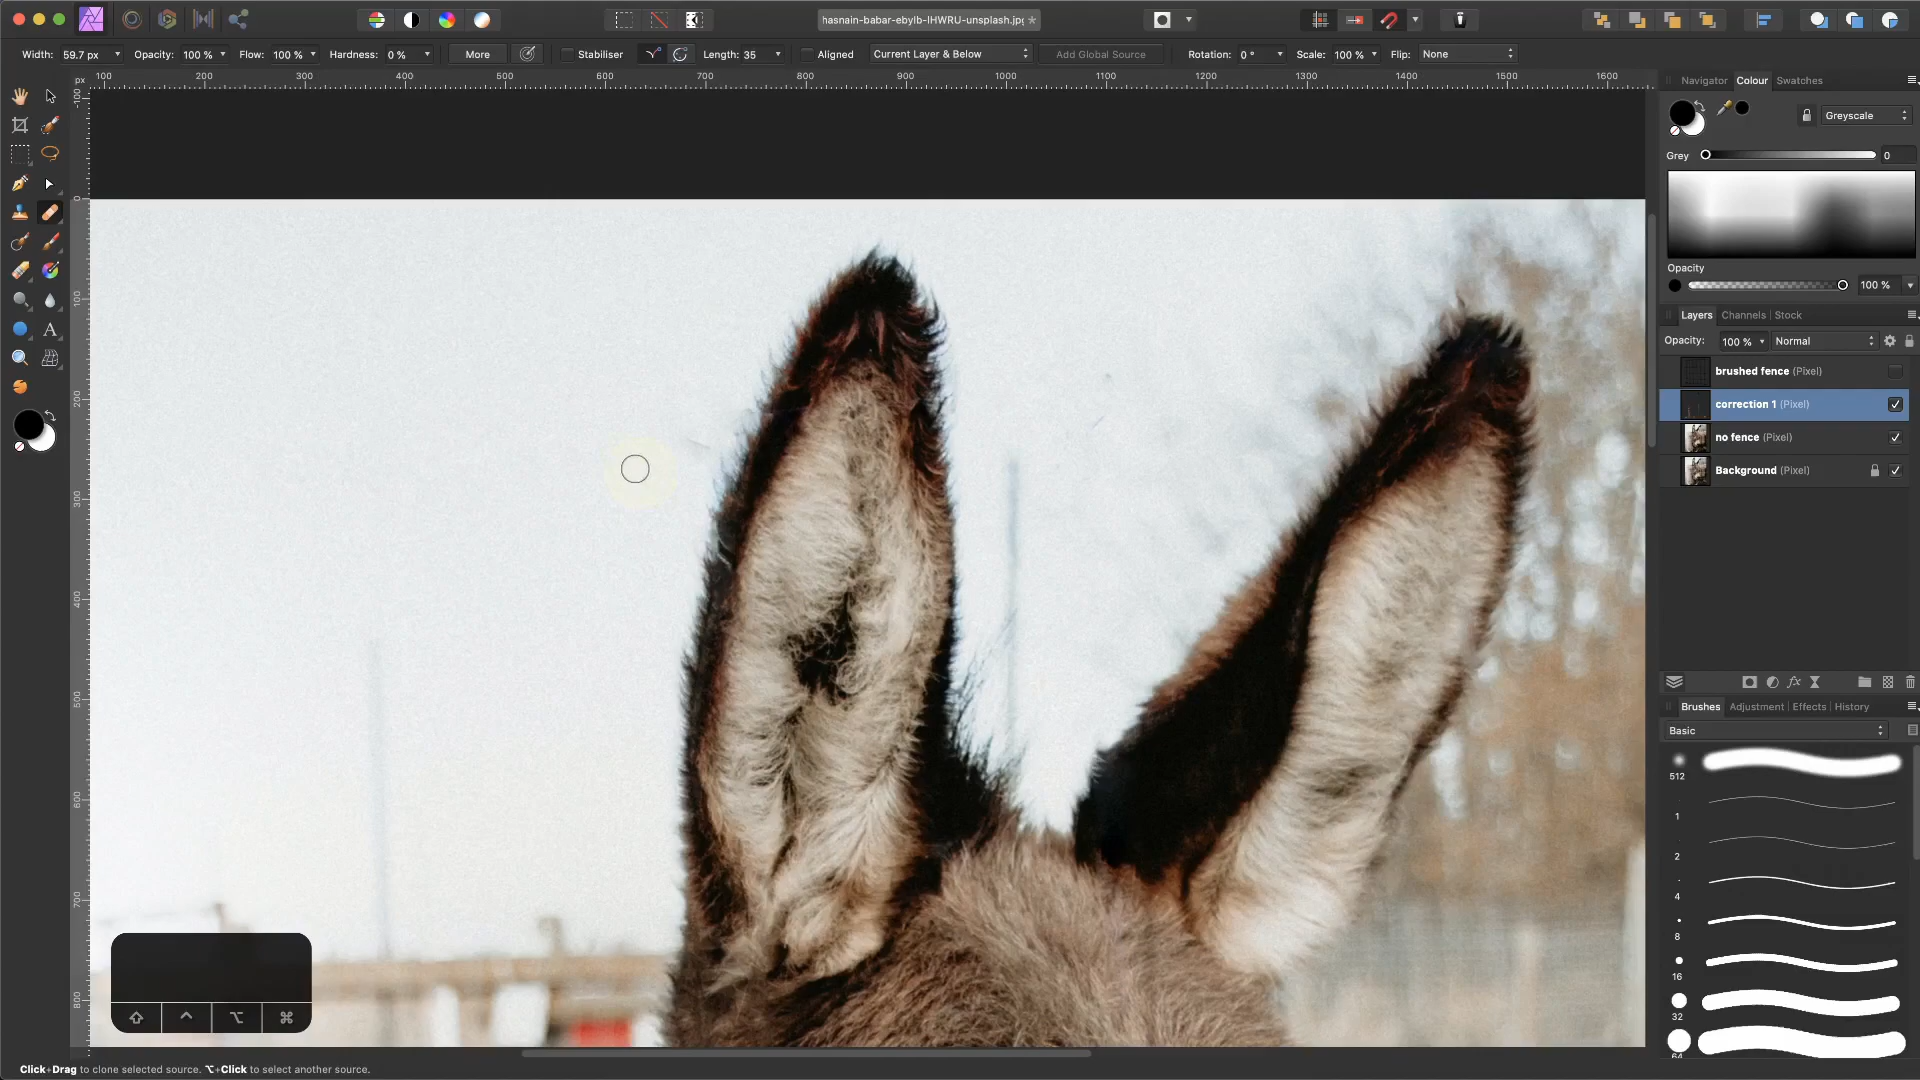 hasnain-babar-ebylb-IHWRU-unsplash.jpg
Width: 59.7 px Opacity: 100 % Flow: 100 % Hardness: 0 % More Stabiliser Length: 35 Aligned Current Layer & Below Add Global Source Rotation: 0 ° Scale: 100 % Flip: None
px 100 200 300 400 500 600 700 800 900 1000 1100 1200 1300 1400 1500 1600
-100
0
100
200
300
400
500
600
700
800
Navigator Colour Swatches
Greyscale
Grey 0
Opacity
100 %
Layers Channels Stock
Opacity: 100 % Normal
brushed fence (Pixel)
correction 1 (Pixel)
no fence (Pixel)
Background (Pixel)
Brushes Adjustment Effects History
Basic
512
1
2
4
8
16
32
64
Click+Drag to clone selected source. ⌥+Click to select another source.